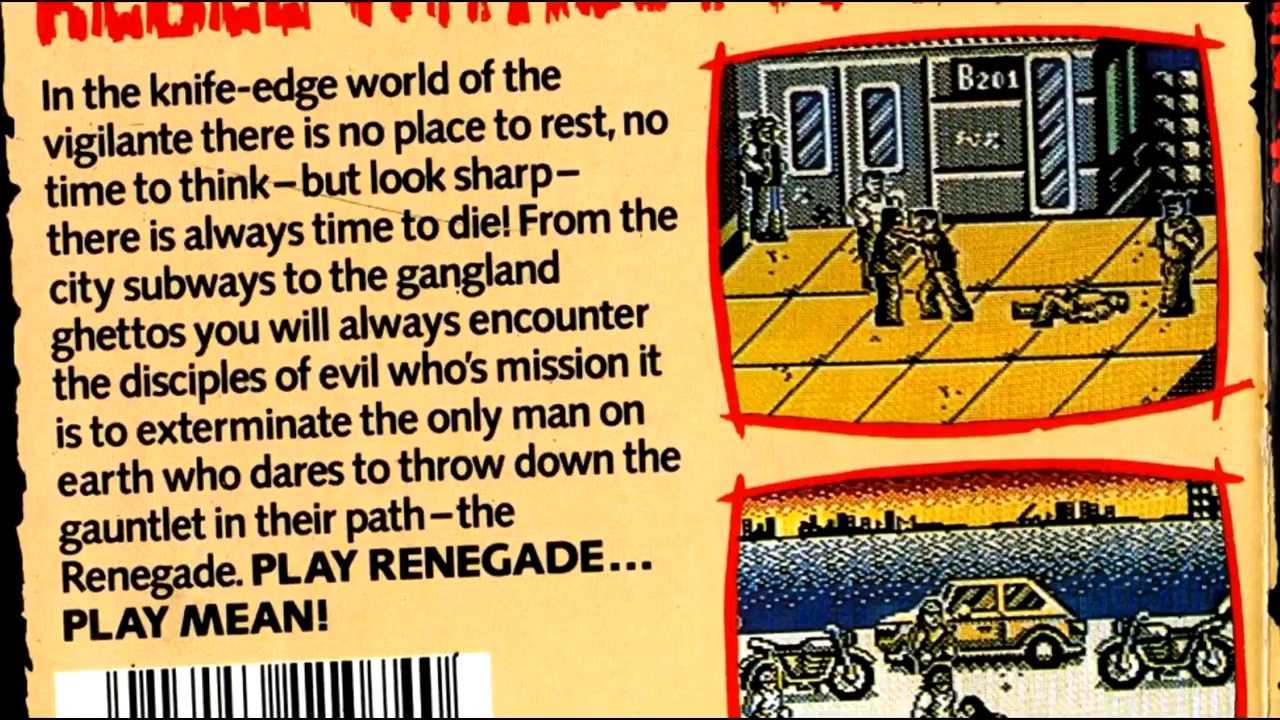 In the knife-edge world of the
vigilante there is no place to rest, no
time to think–but look sharp–
there is always time to die! From the
city subways to the gangland
ghettos you will always encounter
the disciples of evil who's mission it
is to exterminate the only man on
earth who dares to throw down the
gauntlet in their path–the
Renegade. PLAY RENEGADE...
PLAY MEAN!
B201